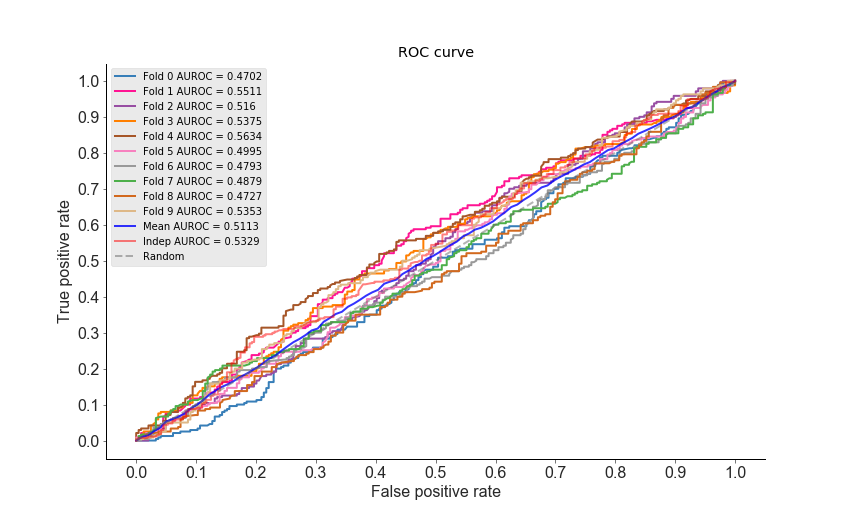 ROC curve
Fold 0 AUROC = 0.4702
Fold 1 AUROC = 0.5511
Fold 2 AUROC = 0.516
Fold 3 AUROC = 0.5375
Fold 4 AUROC = 0.5634
Fold 5 AUROC = 0.4995
Fold 6 AUROC = 0.4793
Fold 7 AUROC = 0.4879
Fold 8 AUROC = 0.4727
Fold 9 AUROC = 0.5353
Mean AUROC = 0.5113
Indep AUROC = 0.5329
Random
True positive rate
1.0
0.9
0.8
0.7
0.6
0.5
0.4
0.3
0.2
0.1
0.0
0.0 0.1 0.2 0.3 0.4 0.5 0.6 0.7 0.8 0.9 1.0
False positive rate